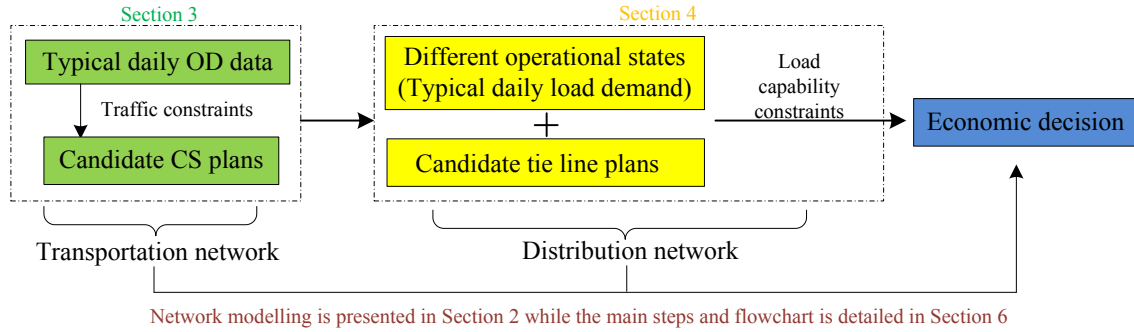 Section 3
Section 4
Typical daily OD data
Traffic constraints
Candidate CS plans
Different operational states
(Typical daily load demand)
+
Candidate tie line plans
Load
capability
constraints
Economic decision
Transportation network
Distribution network
Network modelling is presented in Section 2 while the main steps and flowchart is detailed in Section 6